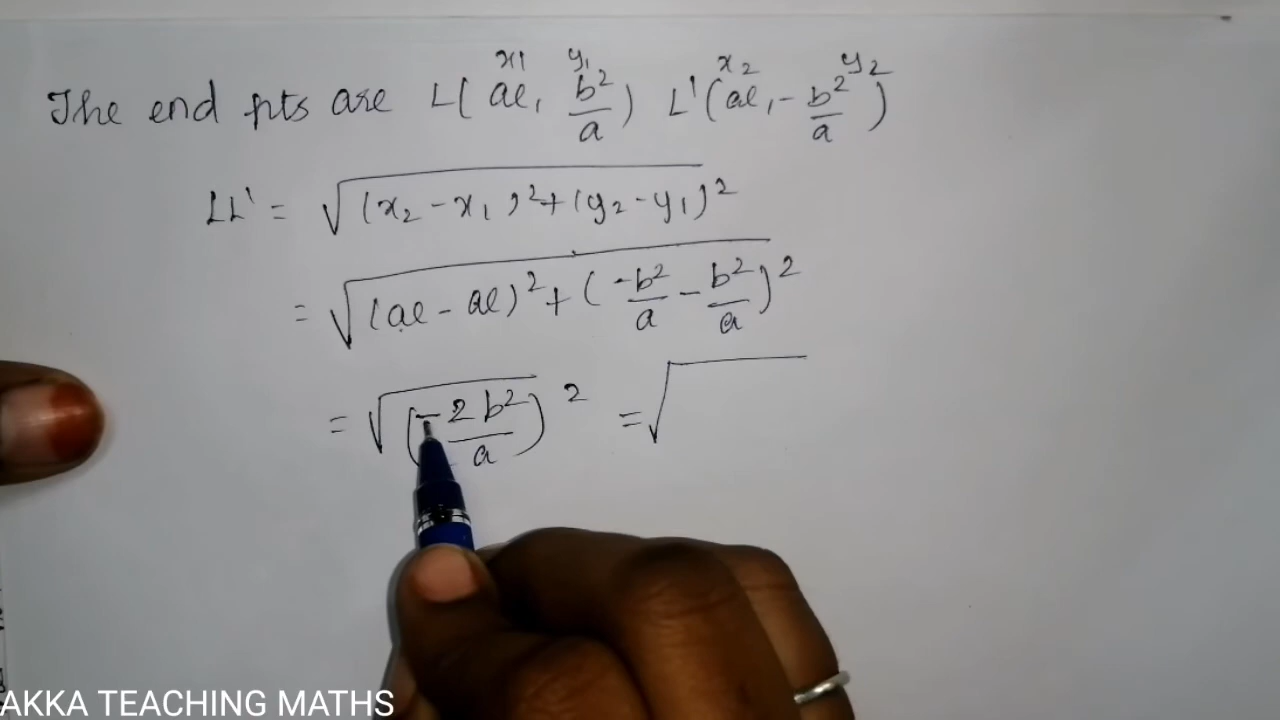 x₁ y₁ x₂ y₂
The end pts are L( ae, b²/a ) L'(ae, -b²/a )
LL' = √(x₂ - x₁)² + (y₂ - y₁)²
= √(ae - ae)² + (-b²/a - b²/a)²
= √(-2b²/a)² = √
AKKA TEACHING MATHS